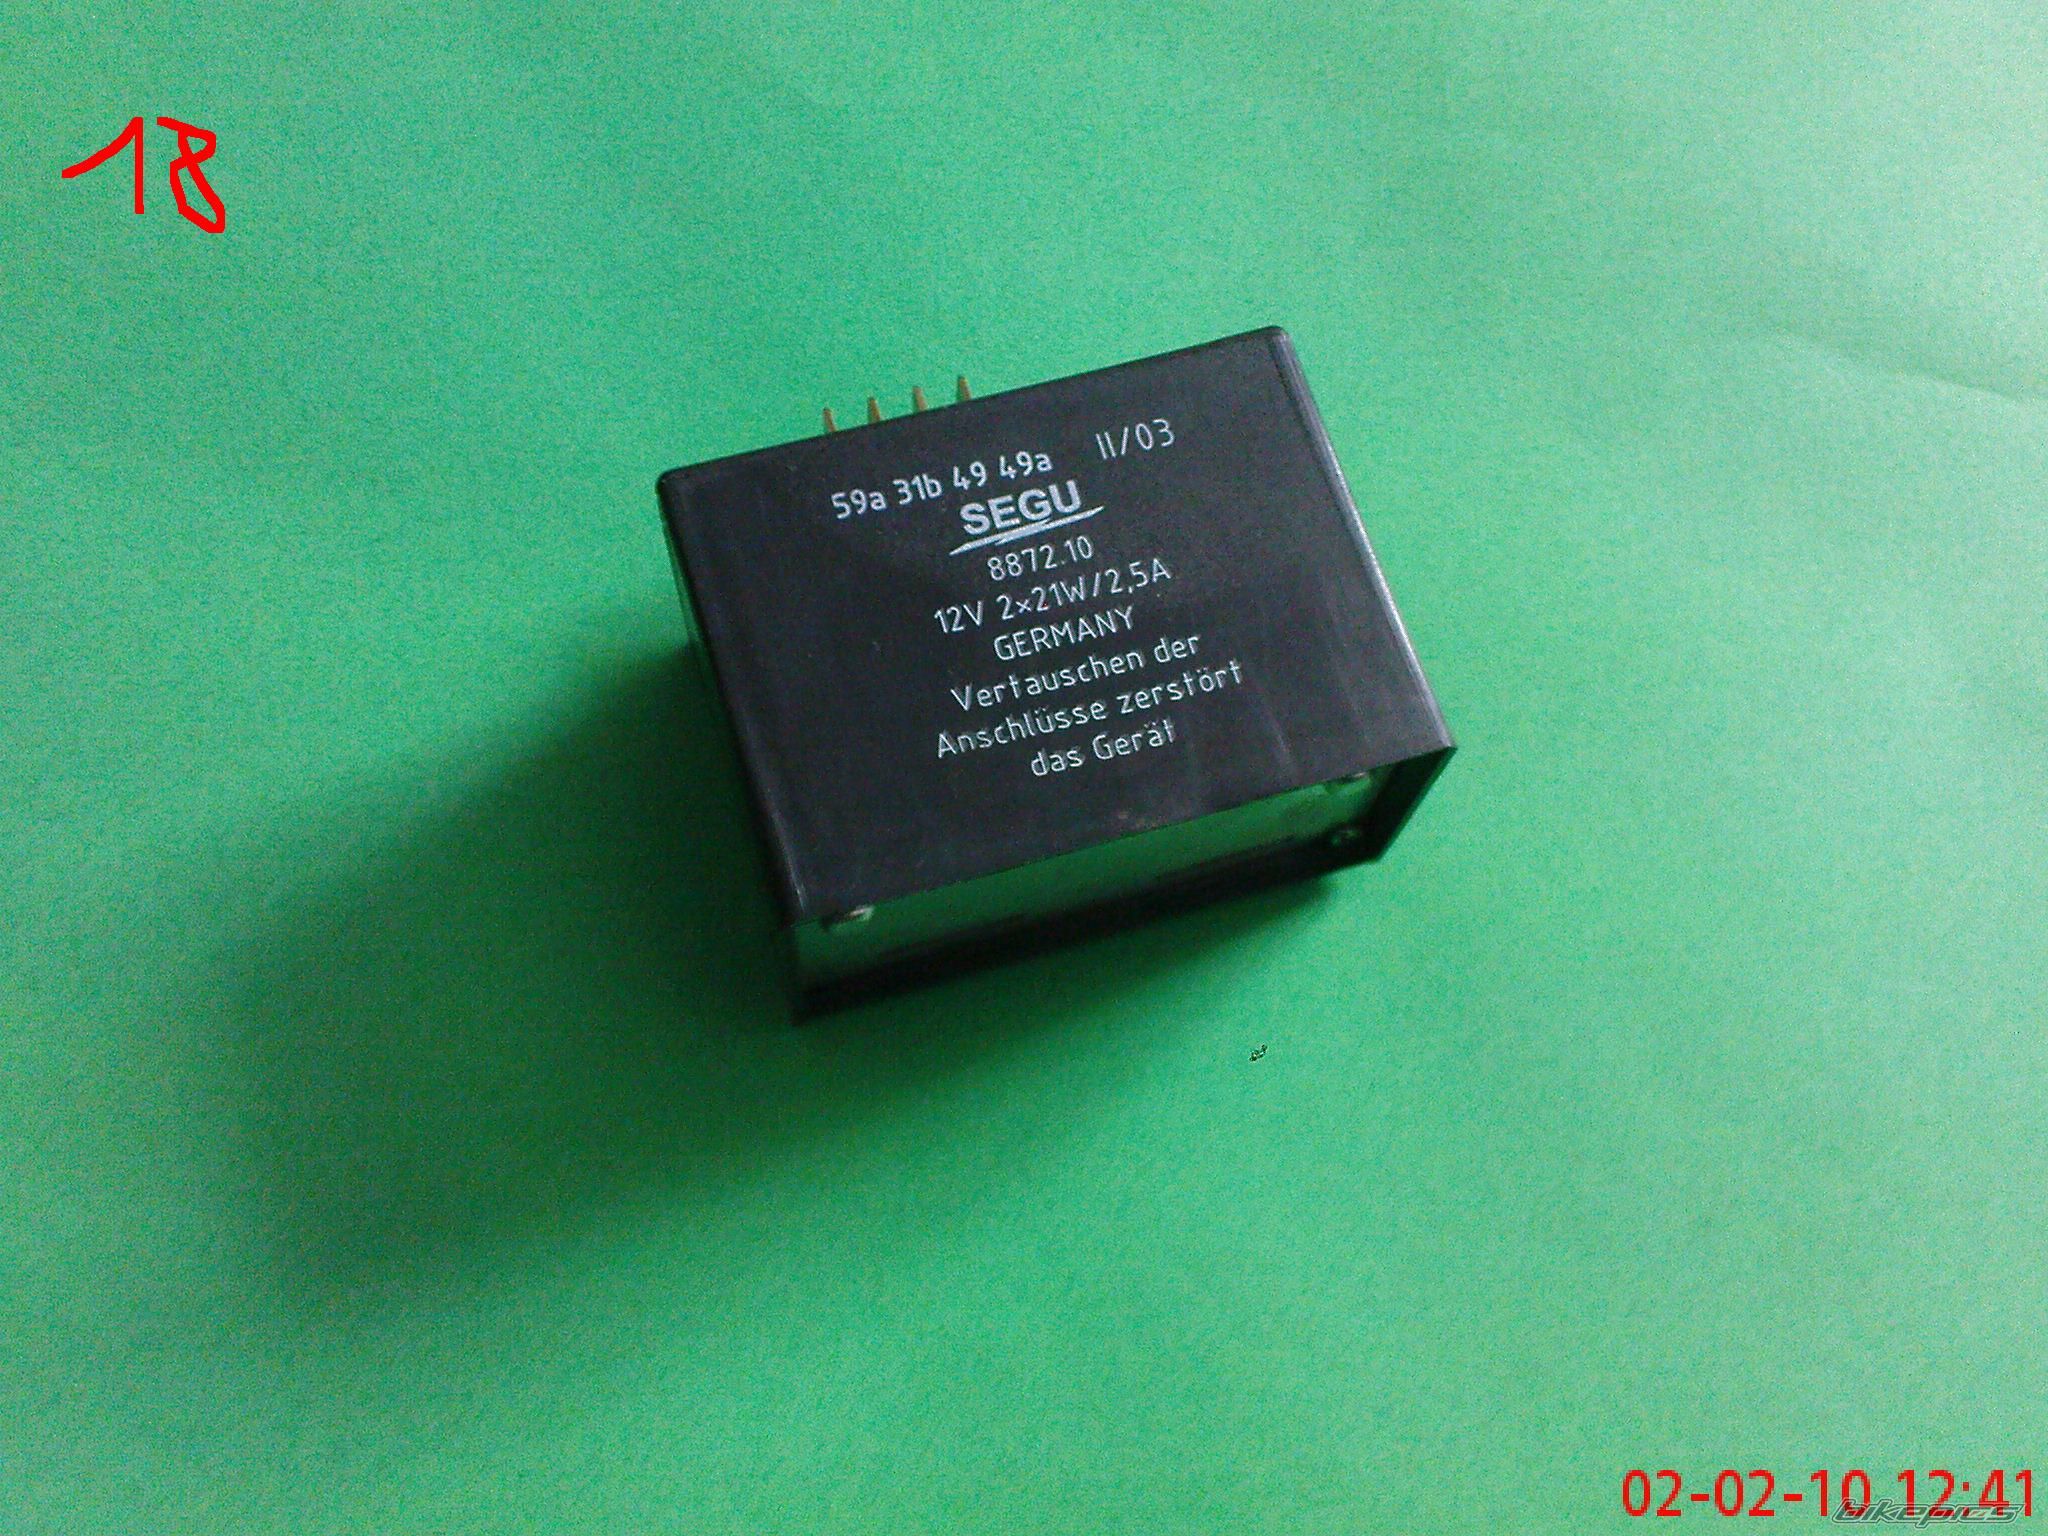 18
59a 31b 49 49a II/03
SEGU
8872.10
12V 2×21W/2,5A
GERMANY
Vertauschen der
Anschlüsse zerstört
das Gerät
02-02-10 12:41
bikepics